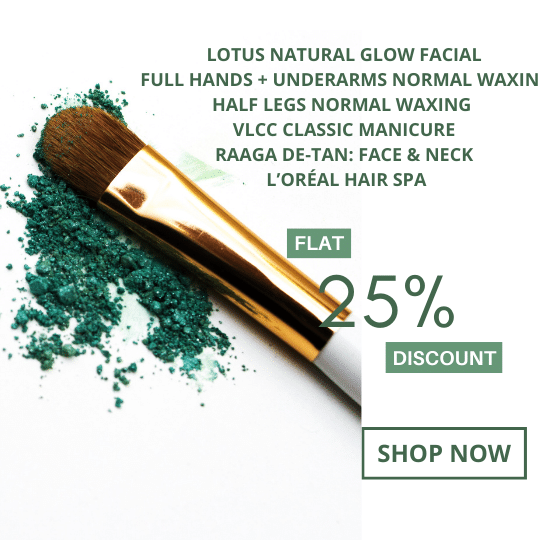 LOTUS NATURAL GLOW FACIAL
FULL HANDS + UNDERARMS NORMAL WAXIN
HALF LEGS NORMAL WAXING
VLCC CLASSIC MANICURE
RAAGA DE-TAN: FACE & NECK
L’ORÉAL HAIR SPA
FLAT
25%
DISCOUNT
SHOP NOW